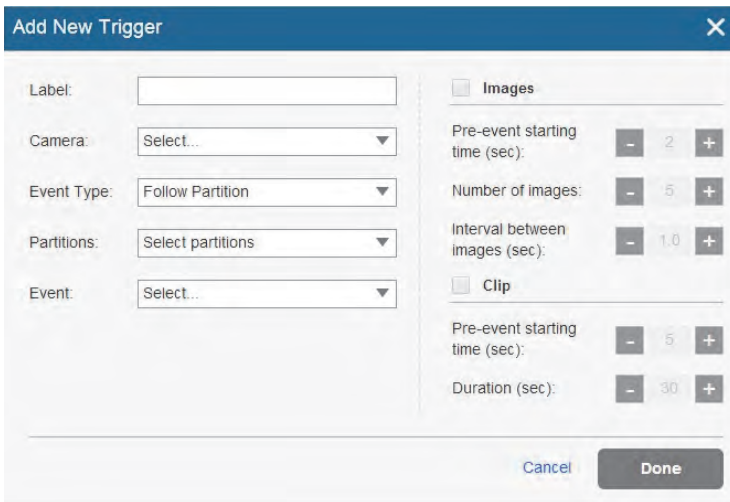 Add New Trigger
Label:
Camera:
Select...
Event Type:
Follow Partition
Partitions:
Select partitions
Event:
Select...
Images
Pre-event starting
time (sec):
- 2 +
Number of images:
- 5 +
Interval between
images (sec):
- 1.0 +
Clip
Pre-event starting
time (sec):
- 5 +
Duration (sec):
- 30 +
Cancel
Done